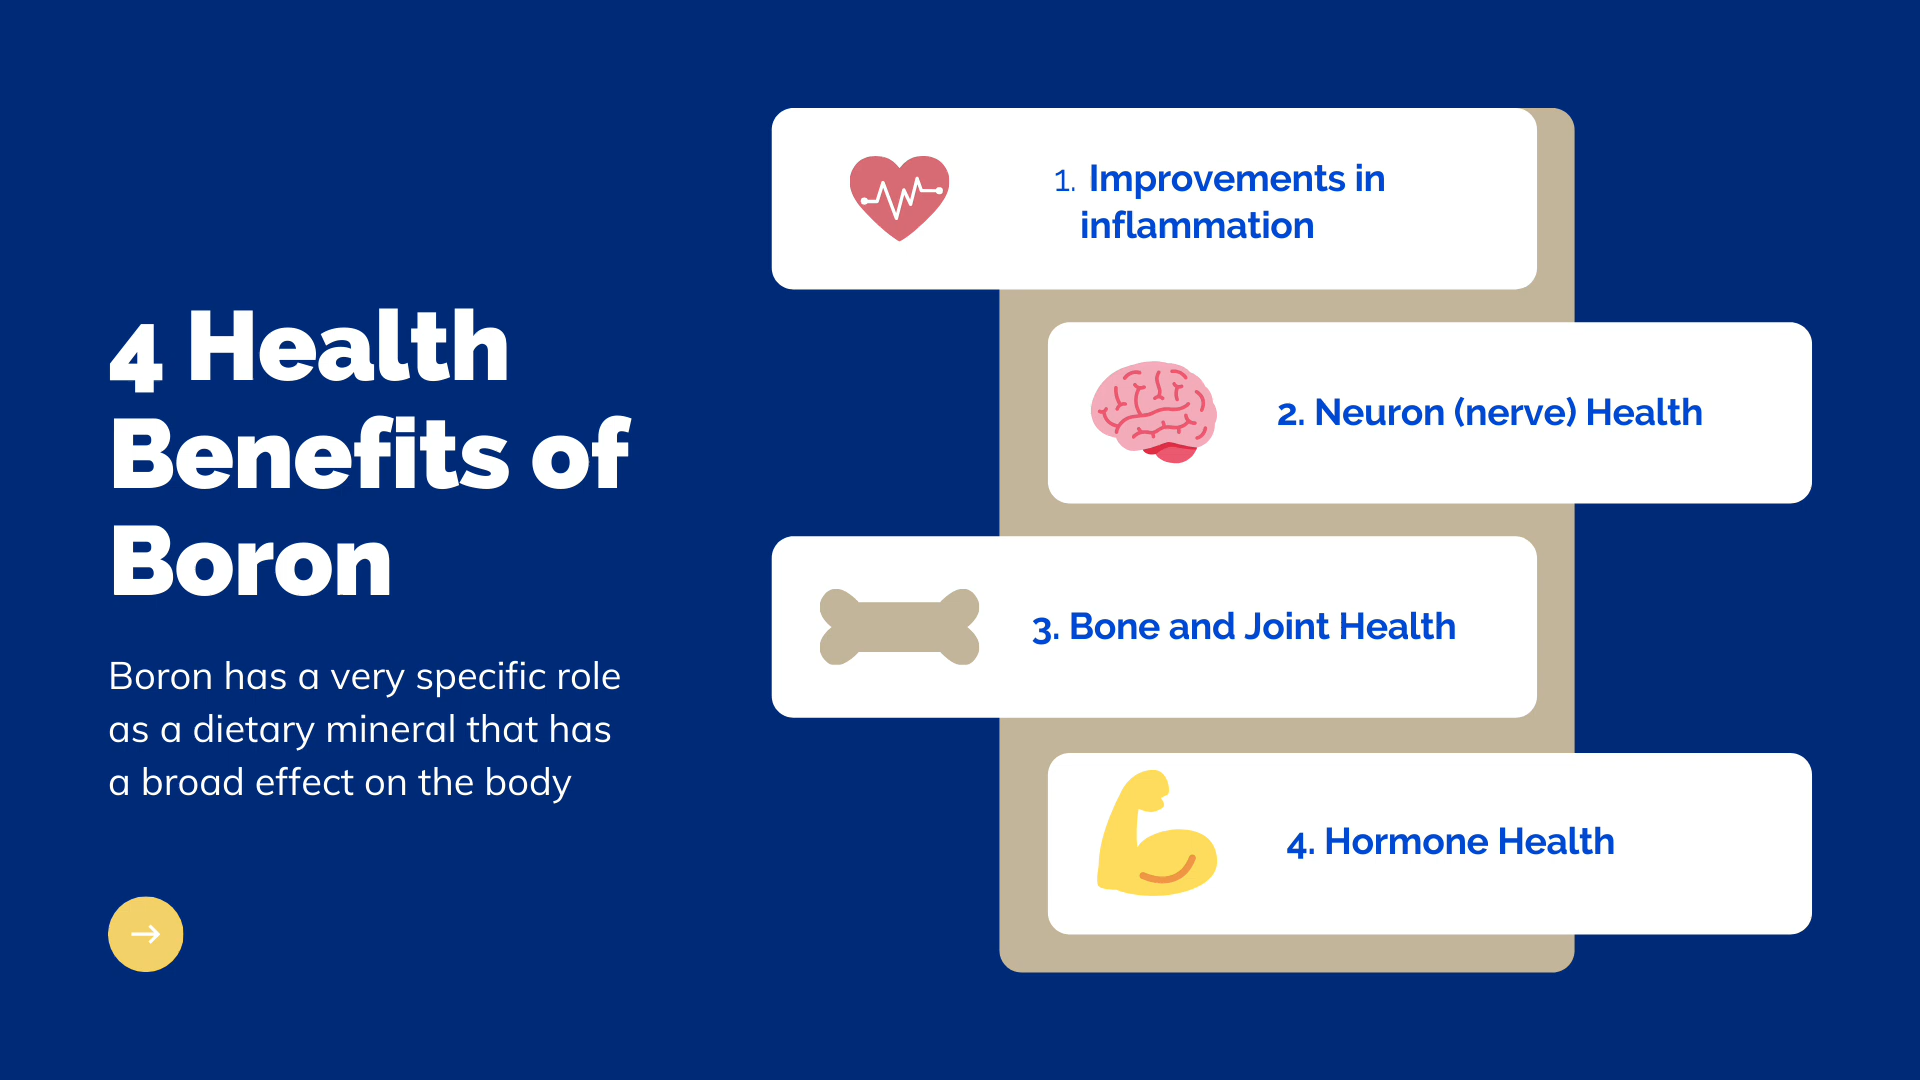 4 Health
Benefits of
Boron
Boron has a very specific role
as a dietary mineral that has
a broad effect on the body
1. Improvements in
inflammation
2. Neuron (nerve) Health
3. Bone and Joint Health
4. Hormone Health